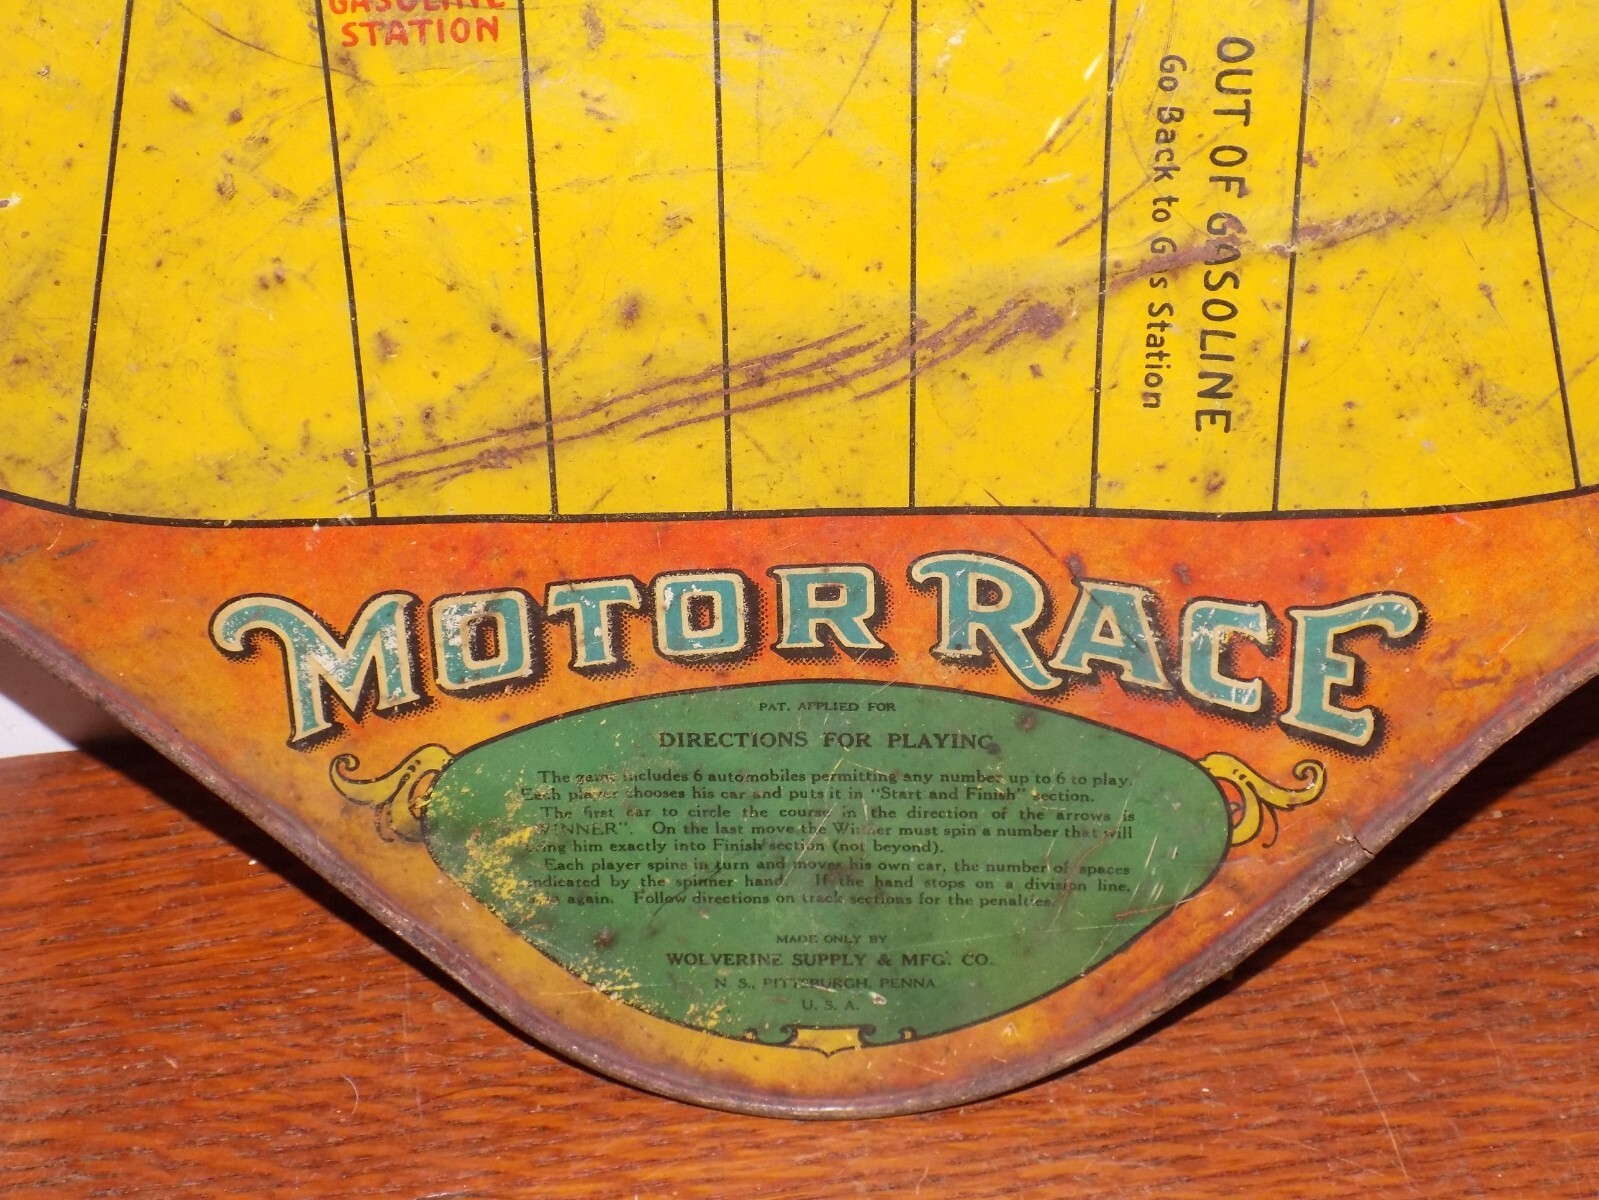 GASOLINE
STATION
OUT OF GASOLINE
Go Back to Gas Station
MOTOR RACE
PAT. APPLIED FOR
DIRECTIONS FOR PLAYING
The game includes 6 automobiles permitting any number up to 6 to play.
Each player chooses his car and puts it in "Start and Finish" section.
The first car to circle the course in the direction of the arrows is
"WINNER". On the last move the Winner must spin a number that will
bring him exactly into Finish section (not beyond).
Each player spins in turn and moves his own car, the number of spaces
indicated by the spinner hand. If the hand stops on a division line,
again. Follow directions on track sections for the penalties.
MADE ONLY BY
WOLVERINE SUPPLY & MFG. CO.
N. S., PITTSBURGH, PENNA.
U. S. A.